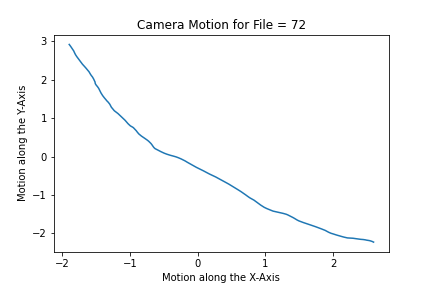 Camera Motion for File = 72
3
2
1
0
−1
−2
Motion along the Y-Axis
−2 −1 0 1 2
Motion along the X-Axis